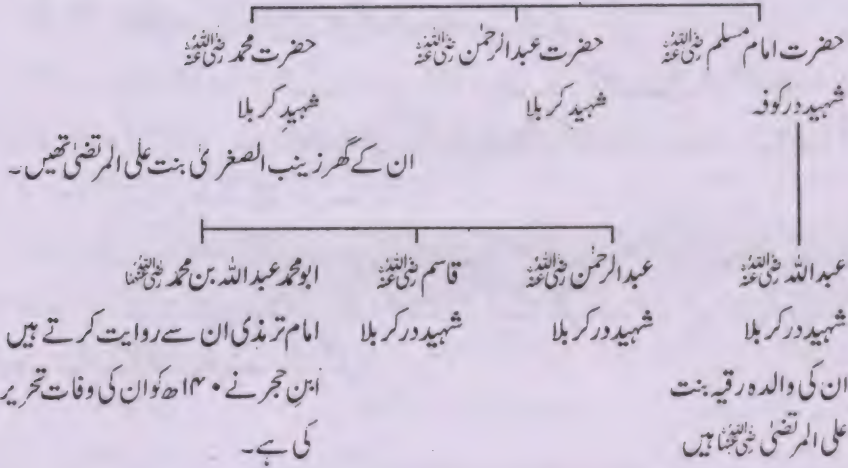 حضرت امام مسلم رضی اللہ عنہ حضرت عبدالرحمٰن رضی اللہ عنہ حضرت محمد رضی اللہ عنہ
شہید در کوفہ شہید کربلا شہیدِ کربلا
ان کے گھر زینب الصغریٰ بنت علی المرتضیٰ تھیں۔
عبداللہ رضی اللہ عنہ عبدالرحمٰن رضی اللہ عنہ قاسم رضی اللہ عنہ ابومحمد عبداللہ بن محمد رضی اللہ عنہما
شہید در کربلا شہید در کربلا شہید در کربلا امام ترمذی ان سے روایت کرتے ہیں
ان کی والدہ رقیہ بنت ابنِ حجر نے ۱۴۰ھ کو ان کی وفات تحریر
علی المرتضیٰ رضی اللہ عنہما ہیں کی ہے۔